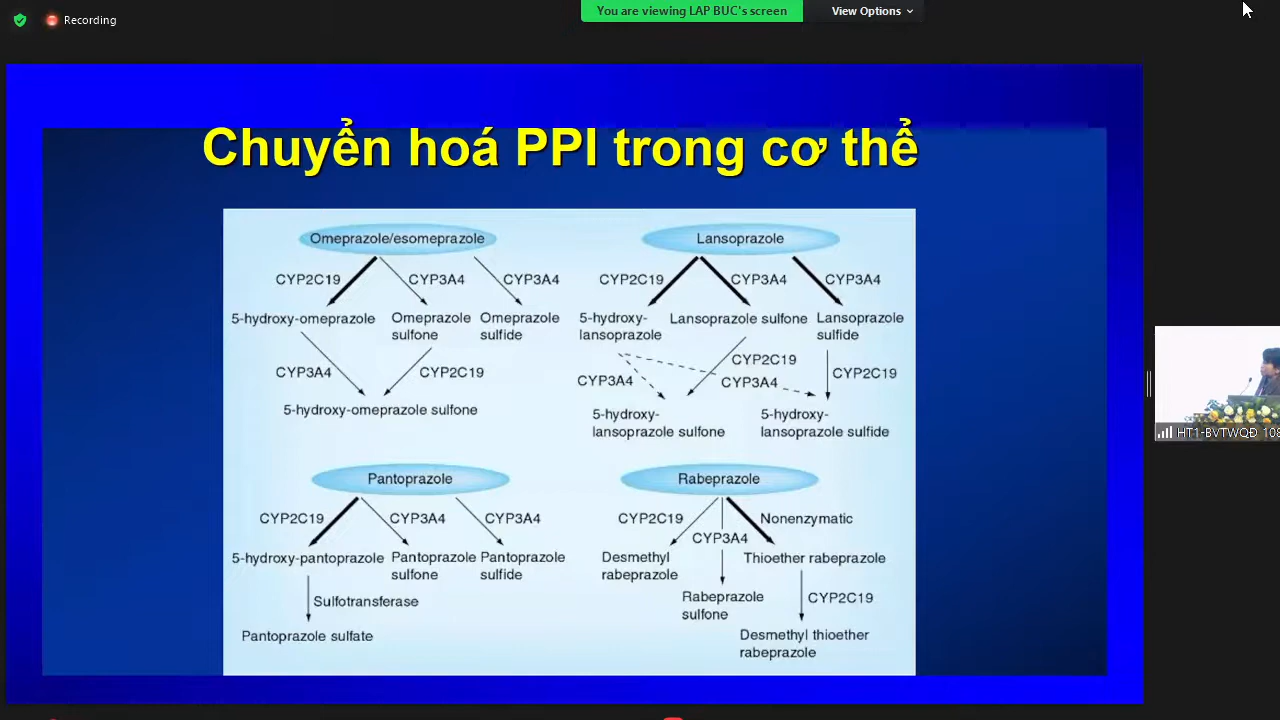 Recording
You are viewing LAP BUC's screen
View Options
Chuyển hoá PPI trong cơ thể
Omeprazole/esomeprazole
CYP2C19
CYP3A4
CYP3A4
5-hydroxy-omeprazole
Omeprazole
sulfone
Omeprazole
sulfide
CYP3A4
CYP2C19
5-hydroxy-omeprazole sulfone
Lansoprazole
CYP2C19
CYP3A4
CYP3A4
5-hydroxy-
lansoprazole
Lansoprazole sulfone
Lansoprazole
sulfide
CYP2C19
CYP3A4
CYP3A4
CYP2C19
5-hydroxy-
lansoprazole sulfone
5-hydroxy-
lansoprazole sulfide
Pantoprazole
CYP2C19
CYP3A4
CYP3A4
5-hydroxy-pantoprazole
Pantoprazole
sulfone
Pantoprazole
sulfide
Sulfotransferase
Pantoprazole sulfate
Rabeprazole
CYP2C19
CYP3A4
Nonenzymatic
Desmethyl
rabeprazole
Thioether rabeprazole
Rabeprazole
sulfone
CYP2C19
Desmethyl thioether
rabeprazole
HT1-BVTWQĐ 108